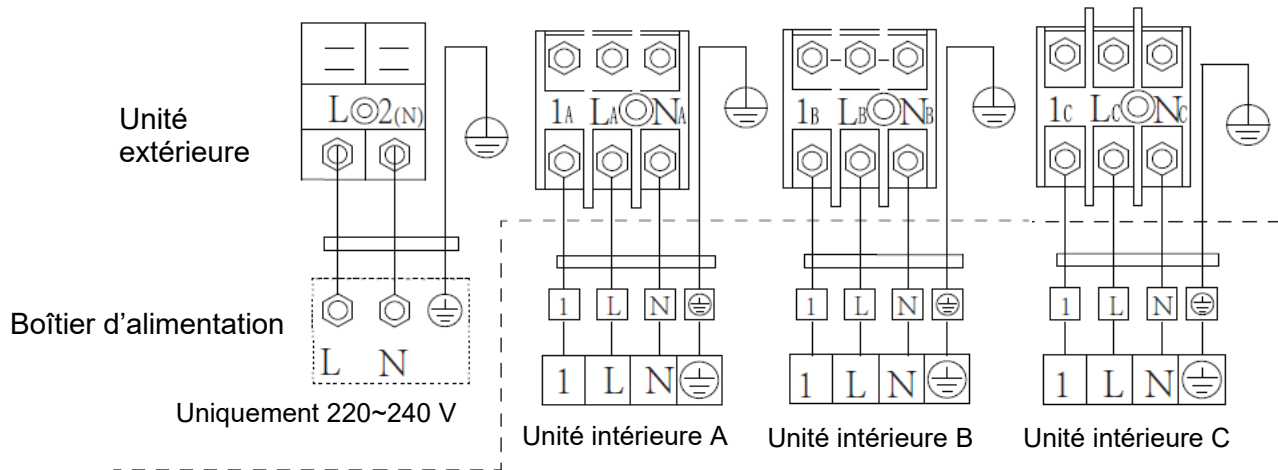 Unité
extérieure
L 2(N)
1A LA NA
1B LB NB
1C LC NC
1 L N
1 L N
1 L N
Boîtier d’alimentation
L N
1 L N
1 L N
1 L N
Uniquement 220~240 V
Unité intérieure A
Unité intérieure B
Unité intérieure C